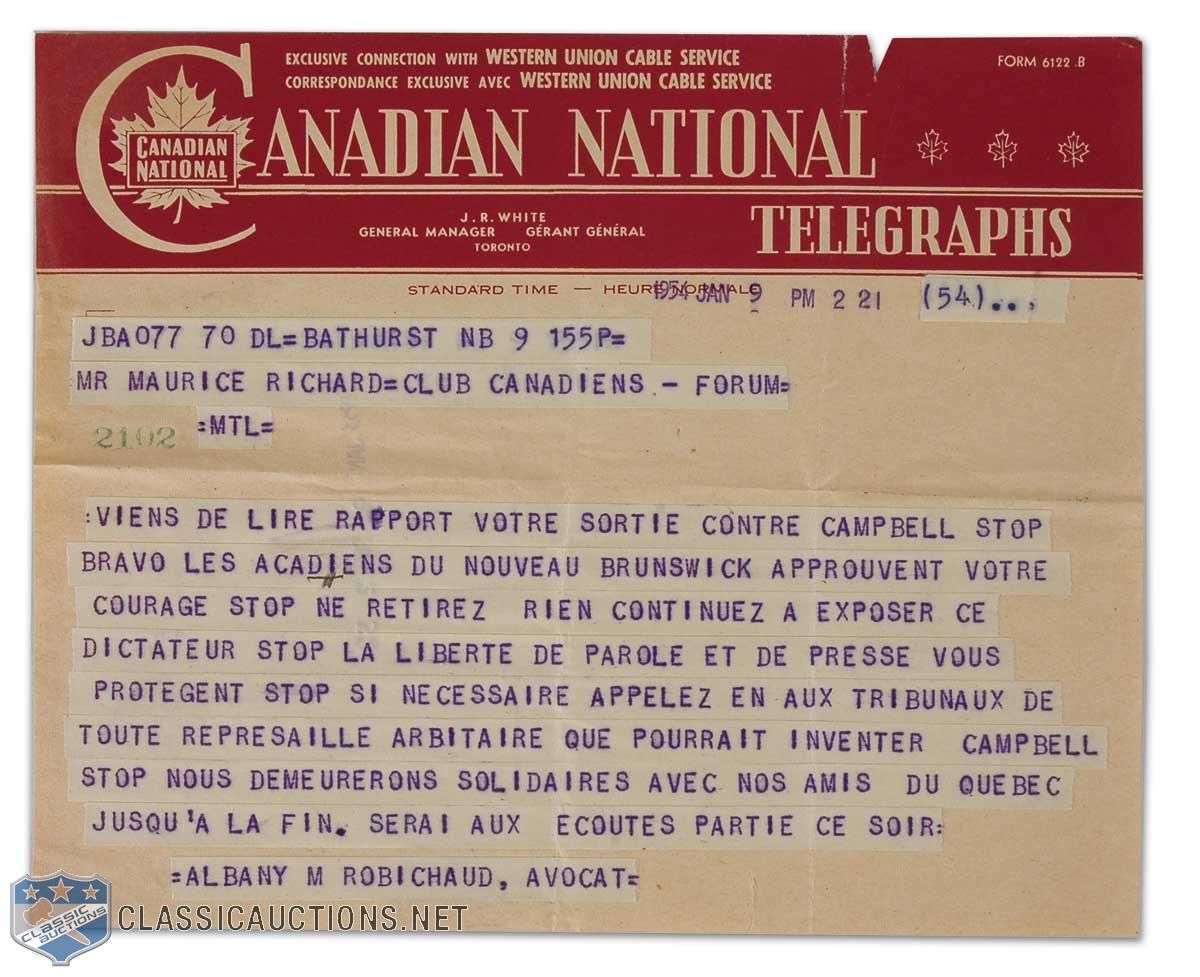 EXCLUSIVE CONNECTION WITH WESTERN UNION CABLE SERVICE
CORRESPONDANCE EXCLUSIVE AVEC WESTERN UNION CABLE SERVICE
FORM 6122 .B
CANADIAN NATIONAL
CANADIAN NATIONAL
TELEGRAPHS
J. R. WHITE
GENERAL MANAGER GÉRANT GÉNÉRAL
TORONTO
STANDARD TIME — HEURE NORMALE
1954 JAN 9 PM 2 21 (54)...
JBA077 70 DL=BATHURST NB 9 155P=
MR MAURICE RICHARD=CLUB CANADIENS - FORUM=
2102 =MTL=
:VIENS DE LIRE RAPPORT VOTRE SORTIE CONTRE CAMPBELL STOP
BRAVO LES ACADIENS DU NOUVEAU BRUNSWICK APPROUVENT VOTRE
COURAGE STOP NE RETIREZ RIEN CONTINUEZ A EXPOSER CE
DICTATEUR STOP LA LIBERTE DE PAROLE ET DE PRESSE VOUS
PROTEGENT STOP SI NECESSAIRE APPELEZ EN AUX TRIBUNAUX DE
TOUTE REPRESAILLE ARBITAIRE QUE POURRAIT INVENTER CAMPBELL
STOP NOUS DEMEURERONS SOLIDAIRES AVEC NOS AMIS DU QUEBEC
JUSQU'A LA FIN. SERAI AUX ECOUTES PARTIE CE SOIR=
=ALBANY M ROBICHAUD, AVOCAT=
CLASSIC AUCTIONS
CLASSICAUCTIONS.NET